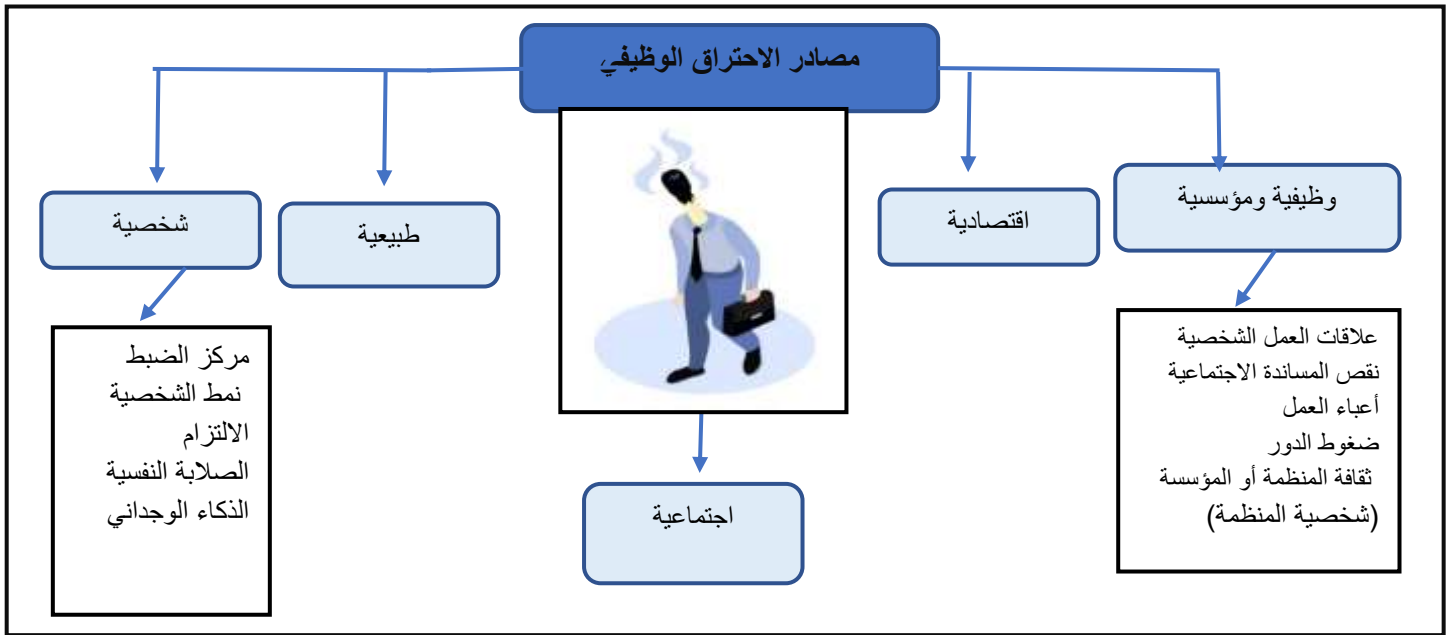 مصادر الاحتراق الوظيفي
وظيفية ومؤسسية
اقتصادية
طبيعية
شخصية
علاقات العمل الشخصية
نقص المساندة الاجتماعية
أعباء العمل
ضغوط الدور
ثقافة المنظمة أو المؤسسة
(شخصية المنظمة)
مركز الضبط
نمط الشخصية
الالتزام
الصلابة النفسية
الذكاء الوجداني
اجتماعية